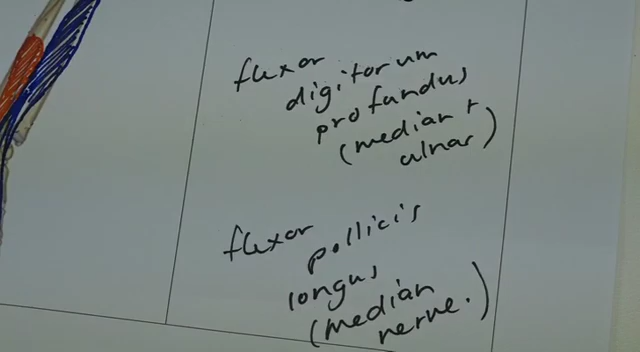 flexor
digitorum
profundus
(median +
ulnar)
flexor
pollicis
longus
(median
nerve.)